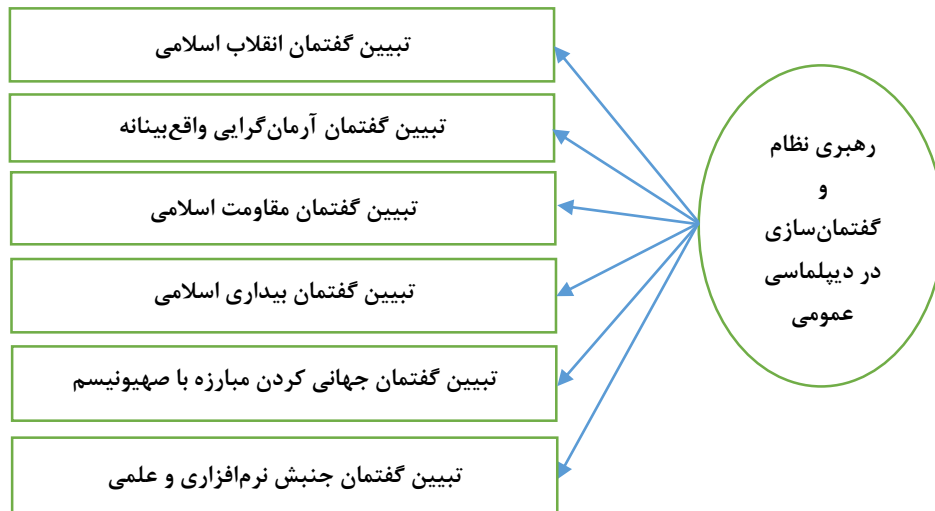 رهبری نظام
و
گفتمان‌سازی
در دیپلماسی
عمومی
تبیین گفتمان انقلاب اسلامی
تبیین گفتمان آرمان‌گرایی واقع‌بینانه
تبیین گفتمان مقاومت اسلامی
تبیین گفتمان بیداری اسلامی
تبیین گفتمان جهانی کردن مبارزه با صهیونیسم
تبیین گفتمان جنبش نرم‌افزاری و علمی